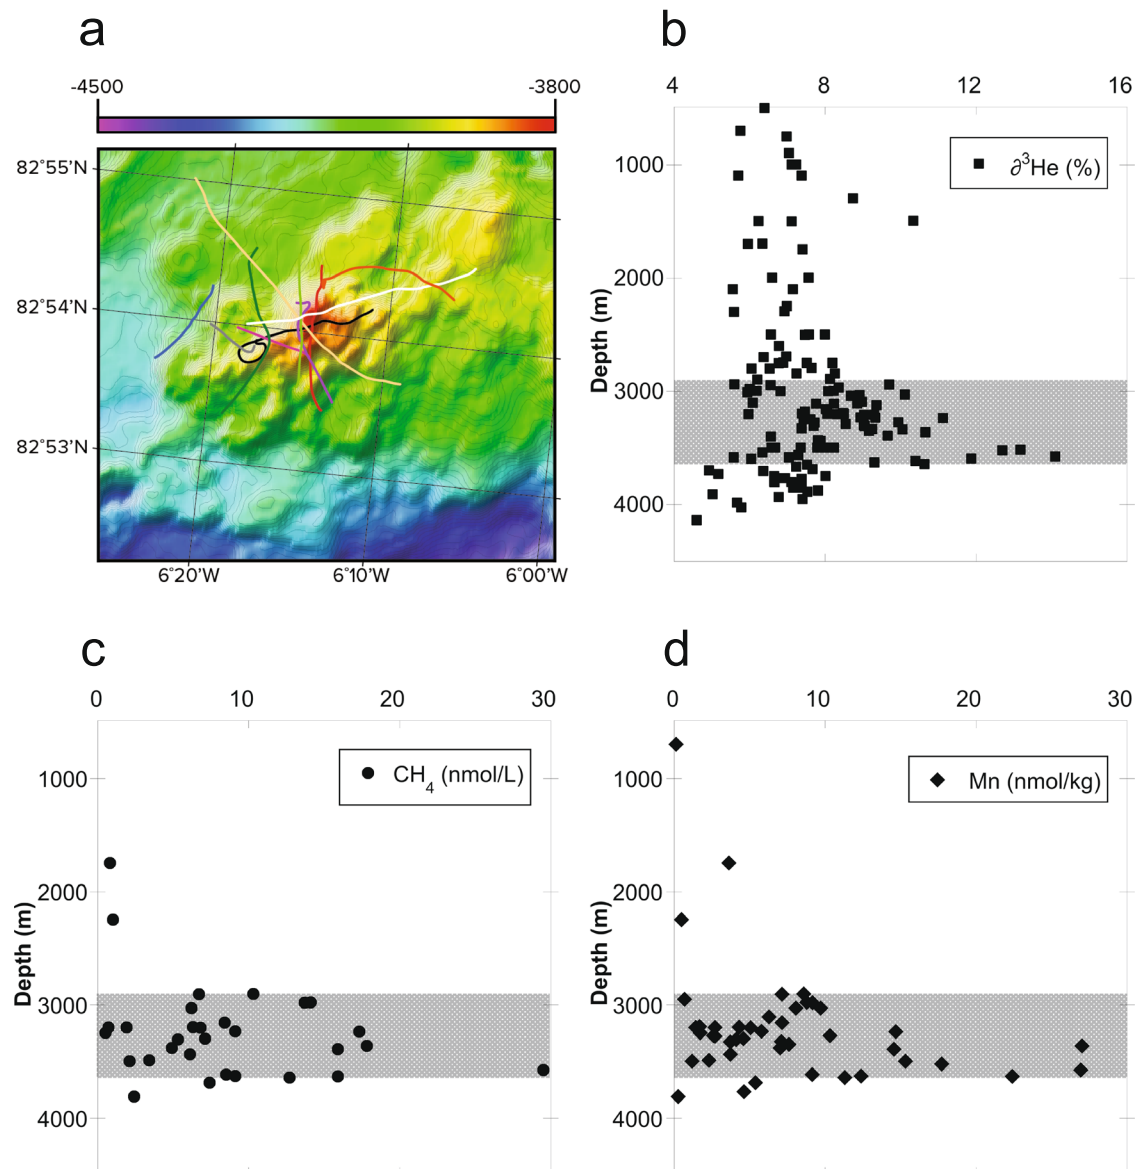 a
-4500
-3800
82°55'N
82°54'N
82°53'N
6°20'W
6°10'W
6°00'W
b
4
8
12
16
1000
2000
3000
4000
Depth (m)
∂³He (%)
c
0
10
20
30
1000
2000
3000
4000
Depth (m)
CH₄ (nmol/L)
d
0
10
20
30
1000
2000
3000
4000
Depth (m)
Mn (nmol/kg)